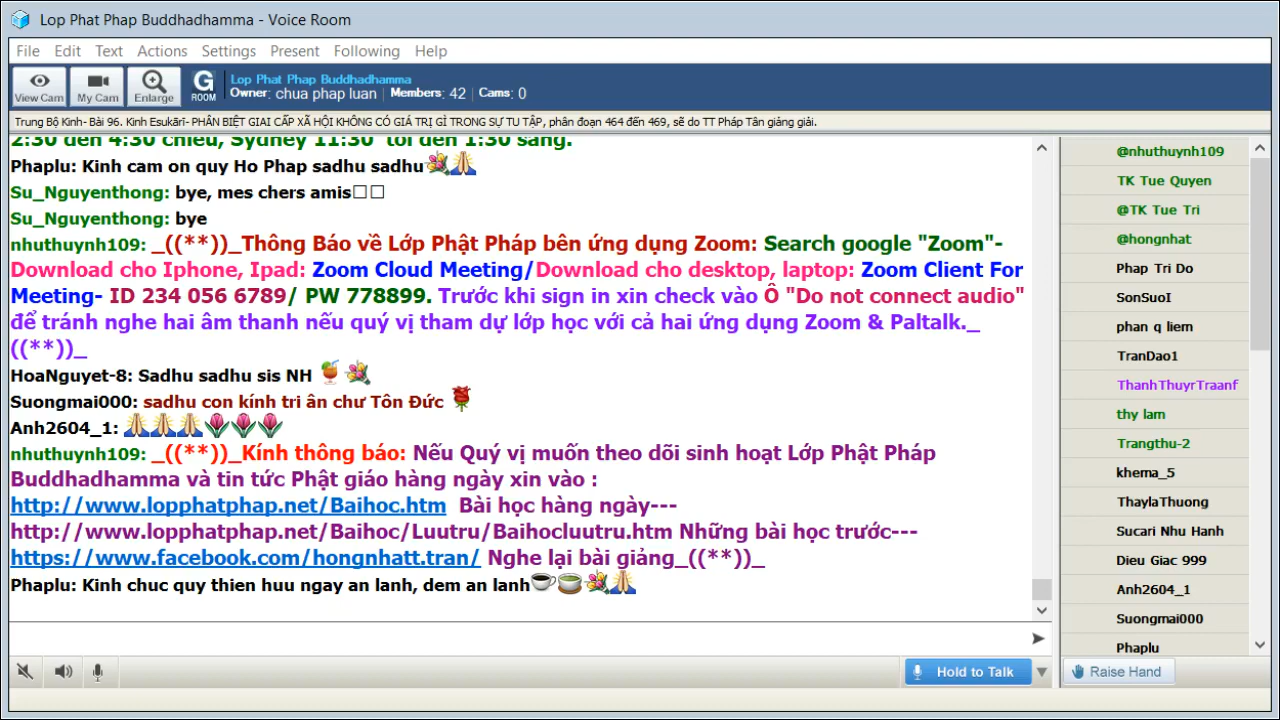 Lop Phat Phap Buddhadhamma - Voice Room
File Edit Text Actions Settings Present Following Help
View Cam My Cam Enlarge G ROOM Lop Phat Phap Buddhadhamma
Owner: chua phap luan Members: 42 Cams: 0
Trung Bộ Kinh- Bài 96. Kinh Esukārī- PHÂN BIỆT GIAI CẤP XÃ HỘI KHÔNG CÓ GIÁ TRỊ GÌ TRONG SỰ TU TẬP, phân đoạn 464 đến 469, sẽ do TT Pháp Tân giảng giải.
2:30 đến 4:30 chiều, Sydney 11:30 tối đến 1:30 sáng.
Phaplu: Kinh cam on quy Ho Phap sadhu sadhu💐🙏
Su_Nguyenthong: bye, mes chers amis□□
Su_Nguyenthong: bye
nhuthuynh109: _((**))_Thông Báo về Lớp Phật Pháp bên ứng dụng Zoom: Search google "Zoom"-
Download cho Iphone, Ipad: Zoom Cloud Meeting/Download cho desktop, laptop: Zoom Client For
Meeting- ID 234 056 6789/ PW 778899. Trước khi sign in xin check vào Ô "Do not connect audio"
để tránh nghe hai âm thanh nếu quý vị tham dự lớp học với cả hai ứng dụng Zoom & Paltalk._
((**))_
HoaNguyet-8: Sadhu sadhu sis NH 🍹💐
Suongmai000: sadhu con kính tri ân chư Tôn Đức 🌹
Anh2604_1: 🙏🙏🙏🌷🌷🌷
nhuthuynh109: _((**))_Kính thông báo: Nếu Quý vị muốn theo dõi sinh hoạt Lớp Phật Pháp
Buddhadhamma và tin tức Phật giáo hàng ngày xin vào :
http://www.lopphatphap.net/Baihoc.htm Bài học hàng ngày---
http://www.lopphatphap.net/Baihoc/Luutru/Baihocluutru.htm Những bài học trước---
https://www.facebook.com/hongnhatt.tran/ Nghe lại bài giảng_((**))_
Phaplu: Kinh chuc quy thien huu ngay an lanh, dem an lanh☕🍵💐🙏
@nhuthuynh109
TK Tue Quyen
@TK Tue Tri
@hongnhat
Phap Tri Do
SonSuoI
phan q liem
TranDao1
ThanhThuyrTraanf
thy lam
Trangthu-2
khema_5
ThaylaThuong
Sucari Nhu Hanh
Dieu Giac 999
Anh2604_1
Suongmai000
Phaplu
Hold to Talk
Raise Hand